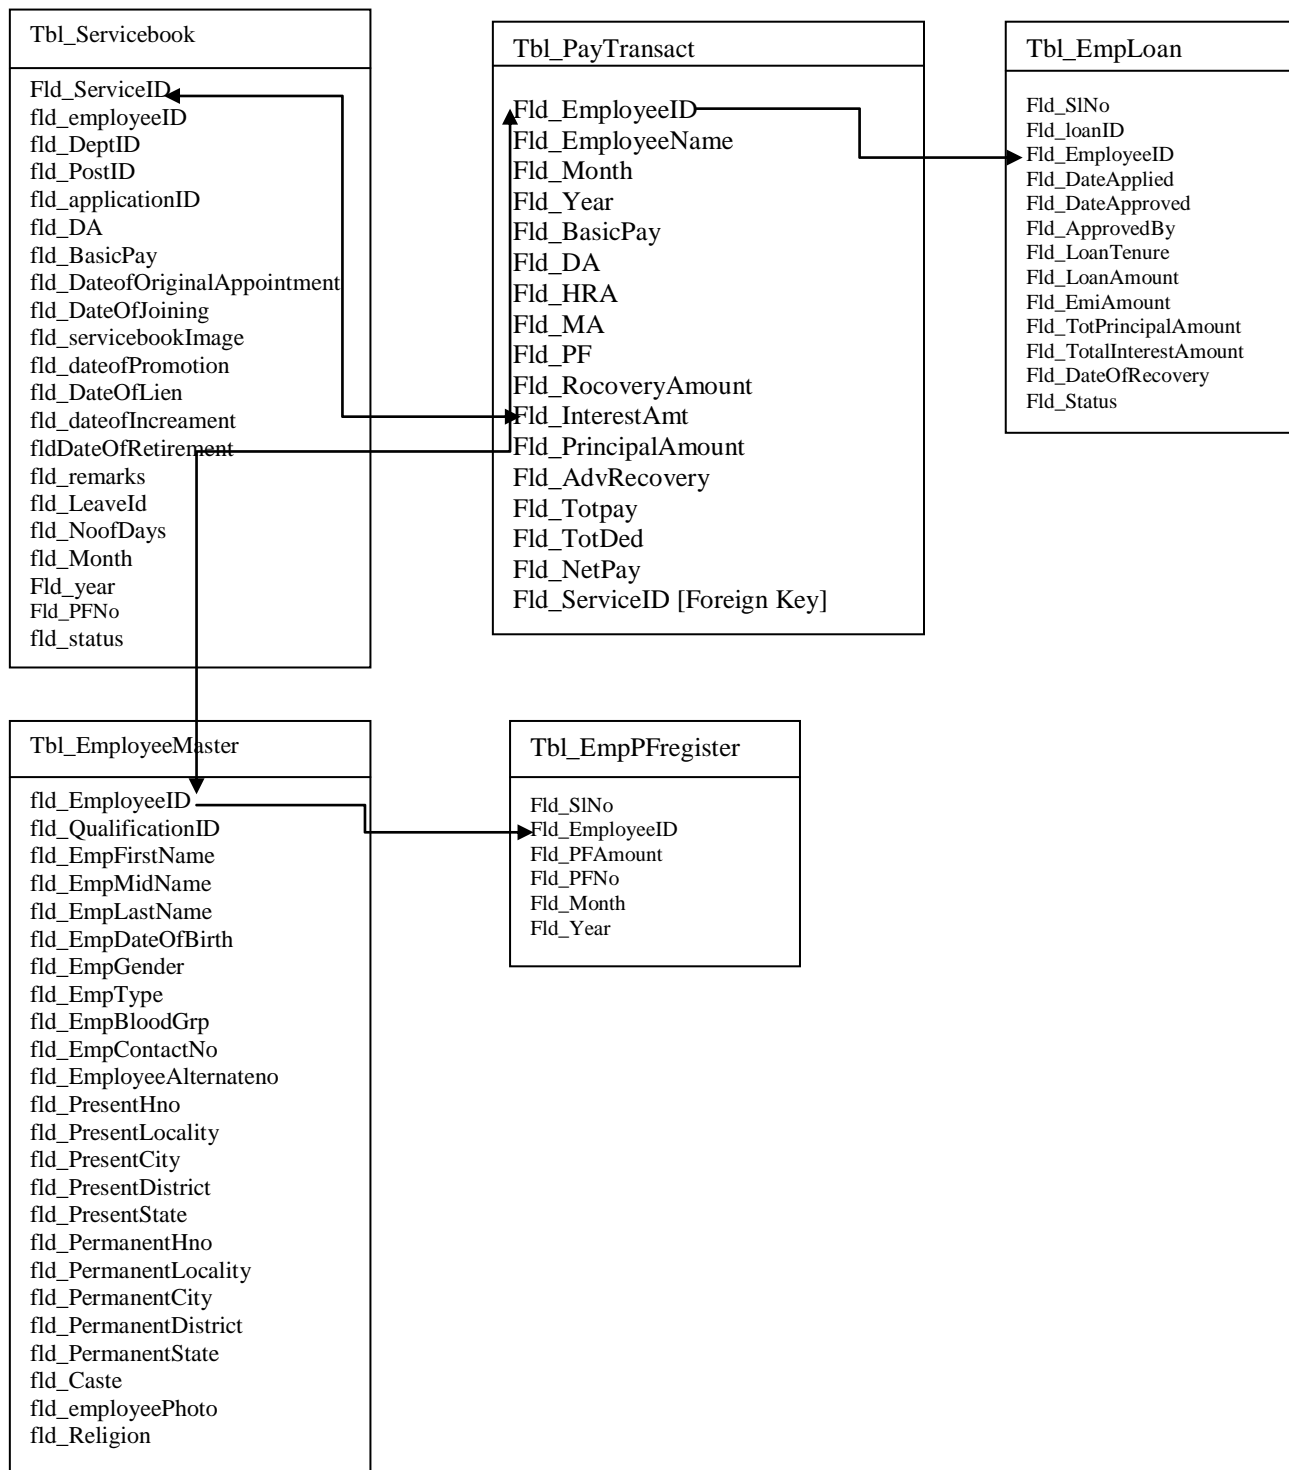 Tbl_Servicebook
Fld_ServiceID
fld_employeeID
fld_DeptID
fld_PostID
fld_applicationID
fld_DA
fld_BasicPay
fld_DateofOriginalAppointment
fld_DateOfJoining
fld_servicebookImage
fld_dateofPromotion
fld_DateOfLien
fld_dateofIncreament
fldDateOfRetirement
fld_remarks
fld_LeaveId
fld_NoofDays
fld_Month
Fld_year
Fld_PFNo
fld_status
Tbl_PayTransact
Fld_EmployeeID
Fld_EmployeeName
Fld_Month
Fld_Year
Fld_BasicPay
Fld_DA
Fld_HRA
Fld_MA
Fld_PF
Fld_RocoveryAmount
Fld_InterestAmt
Fld_PrincipalAmount
Fld_AdvRecovery
Fld_Totpay
Fld_TotDed
Fld_NetPay
Fld_ServiceID [Foreign Key]
Tbl_EmpLoan
Fld_SlNo
Fld_loanID
Fld_EmployeeID
Fld_DateApplied
Fld_DateApproved
Fld_ApprovedBy
Fld_LoanTenure
Fld_LoanAmount
Fld_EmiAmount
Fld_TotPrincipalAmount
Fld_TotalInterestAmount
Fld_DateOfRecovery
Fld_Status
Tbl_EmployeeMaster
fld_EmployeeID
fld_QualificationID
fld_EmpFirstName
fld_EmpMidName
fld_EmpLastName
fld_EmpDateOfBirth
fld_EmpGender
fld_EmpType
fld_EmpBloodGrp
fld_EmpContactNo
fld_EmployeeAlternateno
fld_PresentHno
fld_PresentLocality
fld_PresentCity
fld_PresentDistrict
fld_PresentState
fld_PermanentHno
fld_PermanentLocality
fld_PermanentCity
fld_PermanentDistrict
fld_PermanentState
fld_Caste
fld_employeePhoto
fld_Religion
Tbl_EmpPFregister
Fld_SlNo
Fld_EmployeeID
Fld_PFAmount
Fld_PFNo
Fld_Month
Fld_Year